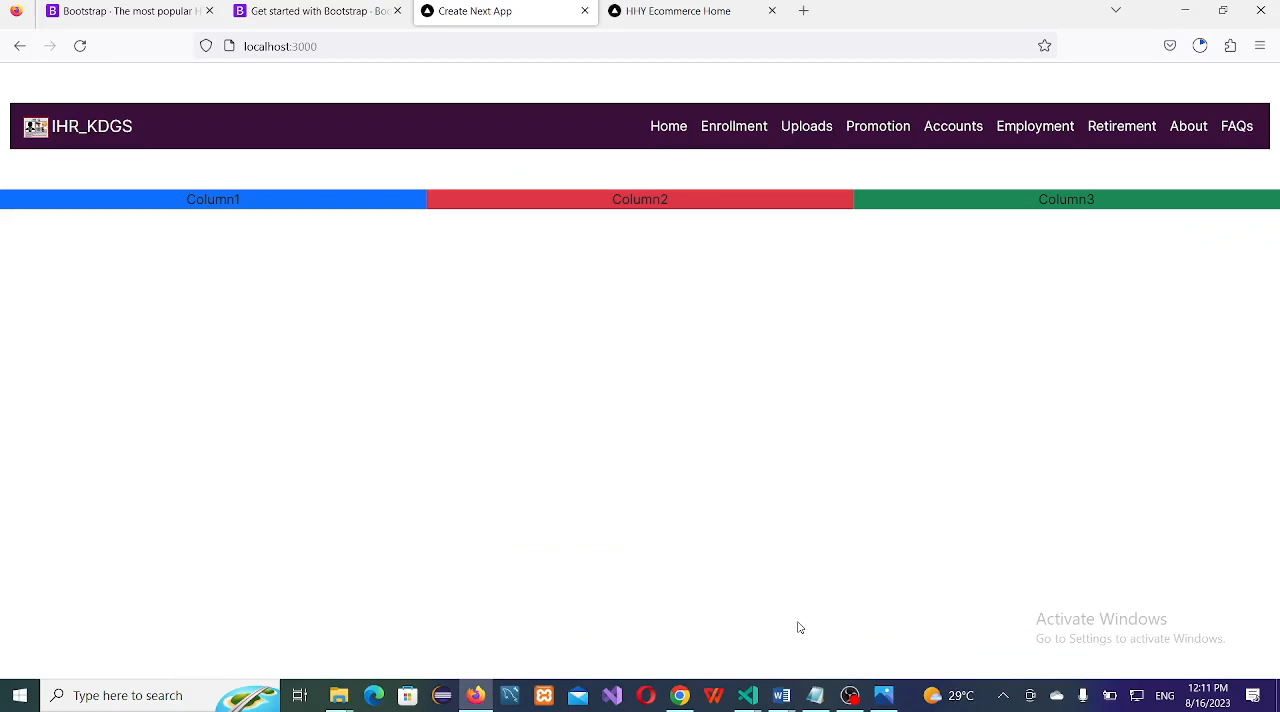 Bootstrap · The most popular H
Get started with Bootstrap · Boo
Create Next App
HHY Ecommerce Home
localhost:3000
IHR_KDGS
Home Enrollment Uploads Promotion Accounts Employment Retirement About FAQs
Column1 Column2 Column3
Activate Windows
Go to Settings to activate Windows.
Type here to search
29°C
ENG
12:11 PM
8/16/2023